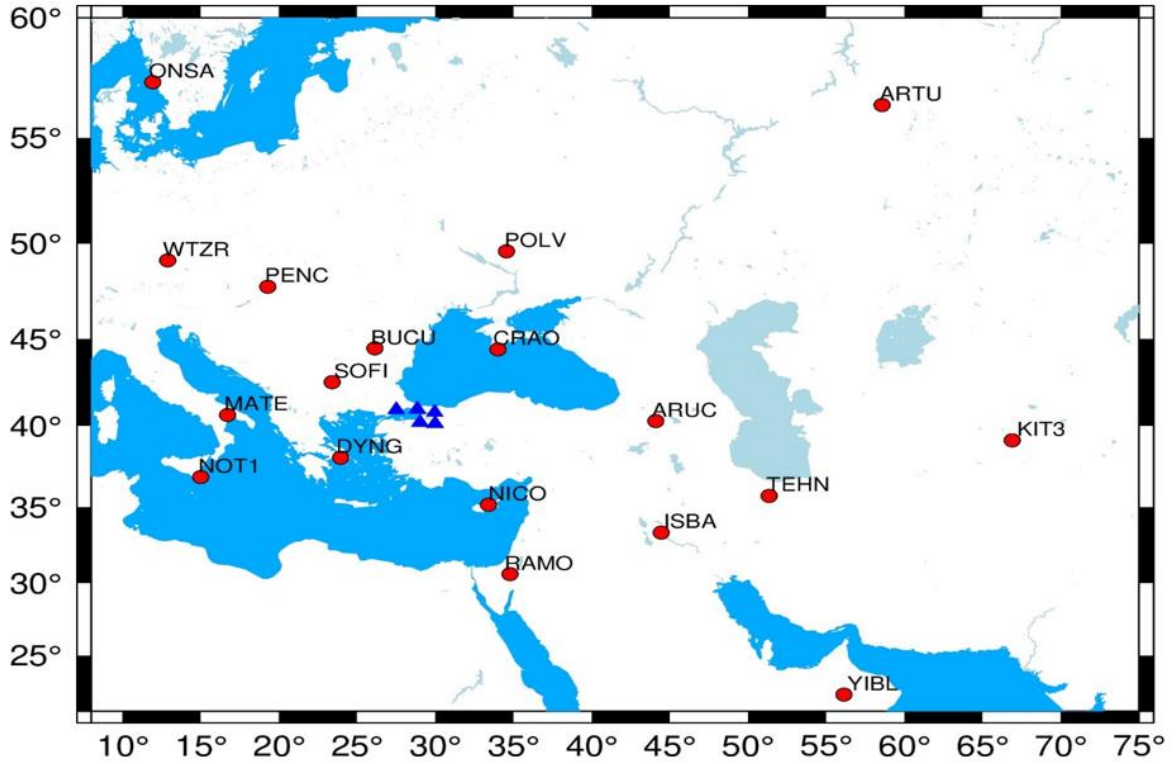 60°
ONSA
ARTU
55°
50°
POLV
WTZR
PENC
45°
BUCU
CRAO
SOFI
MATE
ARUC
40°
KIT3
DYNG
NOT1
TEHN
35°
NICO
ISBA
RAMO
30°
25°
YIBL
10° 15° 20° 25° 30° 35° 40° 45° 50° 55° 60° 65° 70° 75°